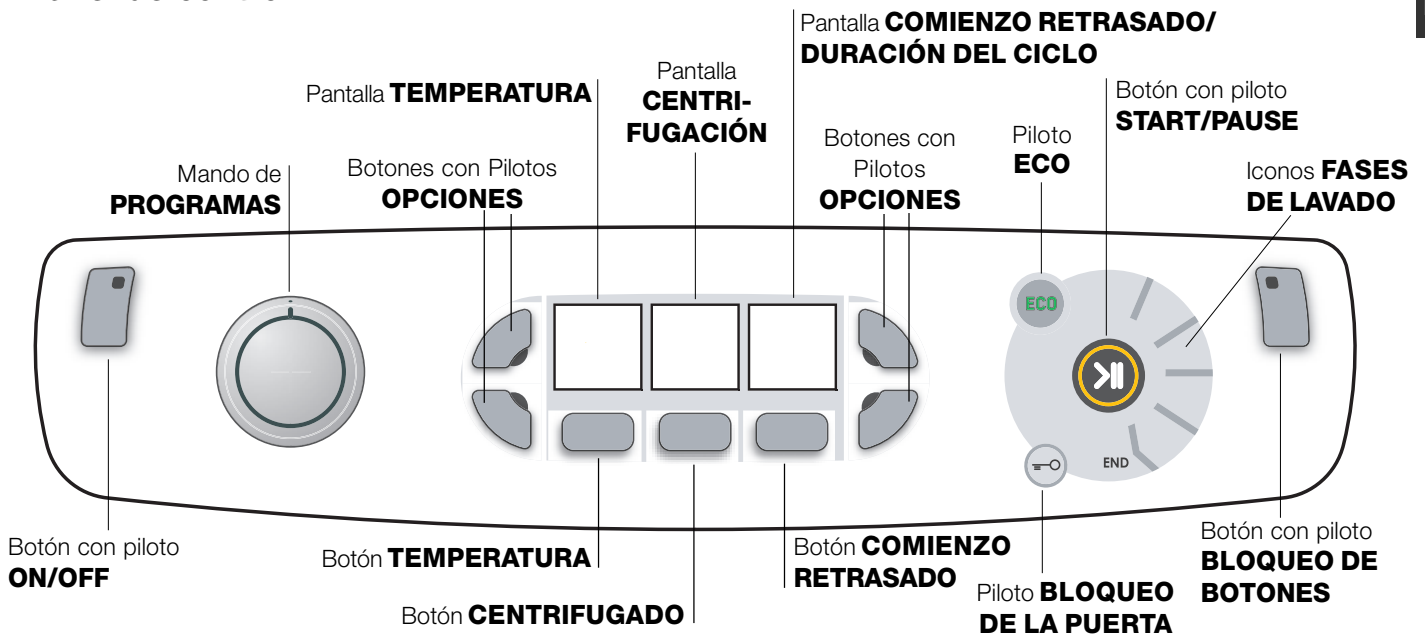 Pantalla COMIENZO RETRASADO/
DURACIÓN DEL CICLO
Pantalla TEMPERATURA
Pantalla
CENTRI-
FUGACIÓN
Botón con piloto
START/PAUSE
Mando de
PROGRAMAS
Botones con Pilotos
OPCIONES
Botones con
Pilotos
OPCIONES
Piloto
ECO
Iconos FASES
DE LAVADO
ECO
END
Botón con piloto
ON/OFF
Botón TEMPERATURA
Botón CENTRIFUGADO
Botón COMIENZO
RETRASADO
Piloto BLOQUEO
DE LA PUERTA
Botón con piloto
BLOQUEO DE
BOTONES